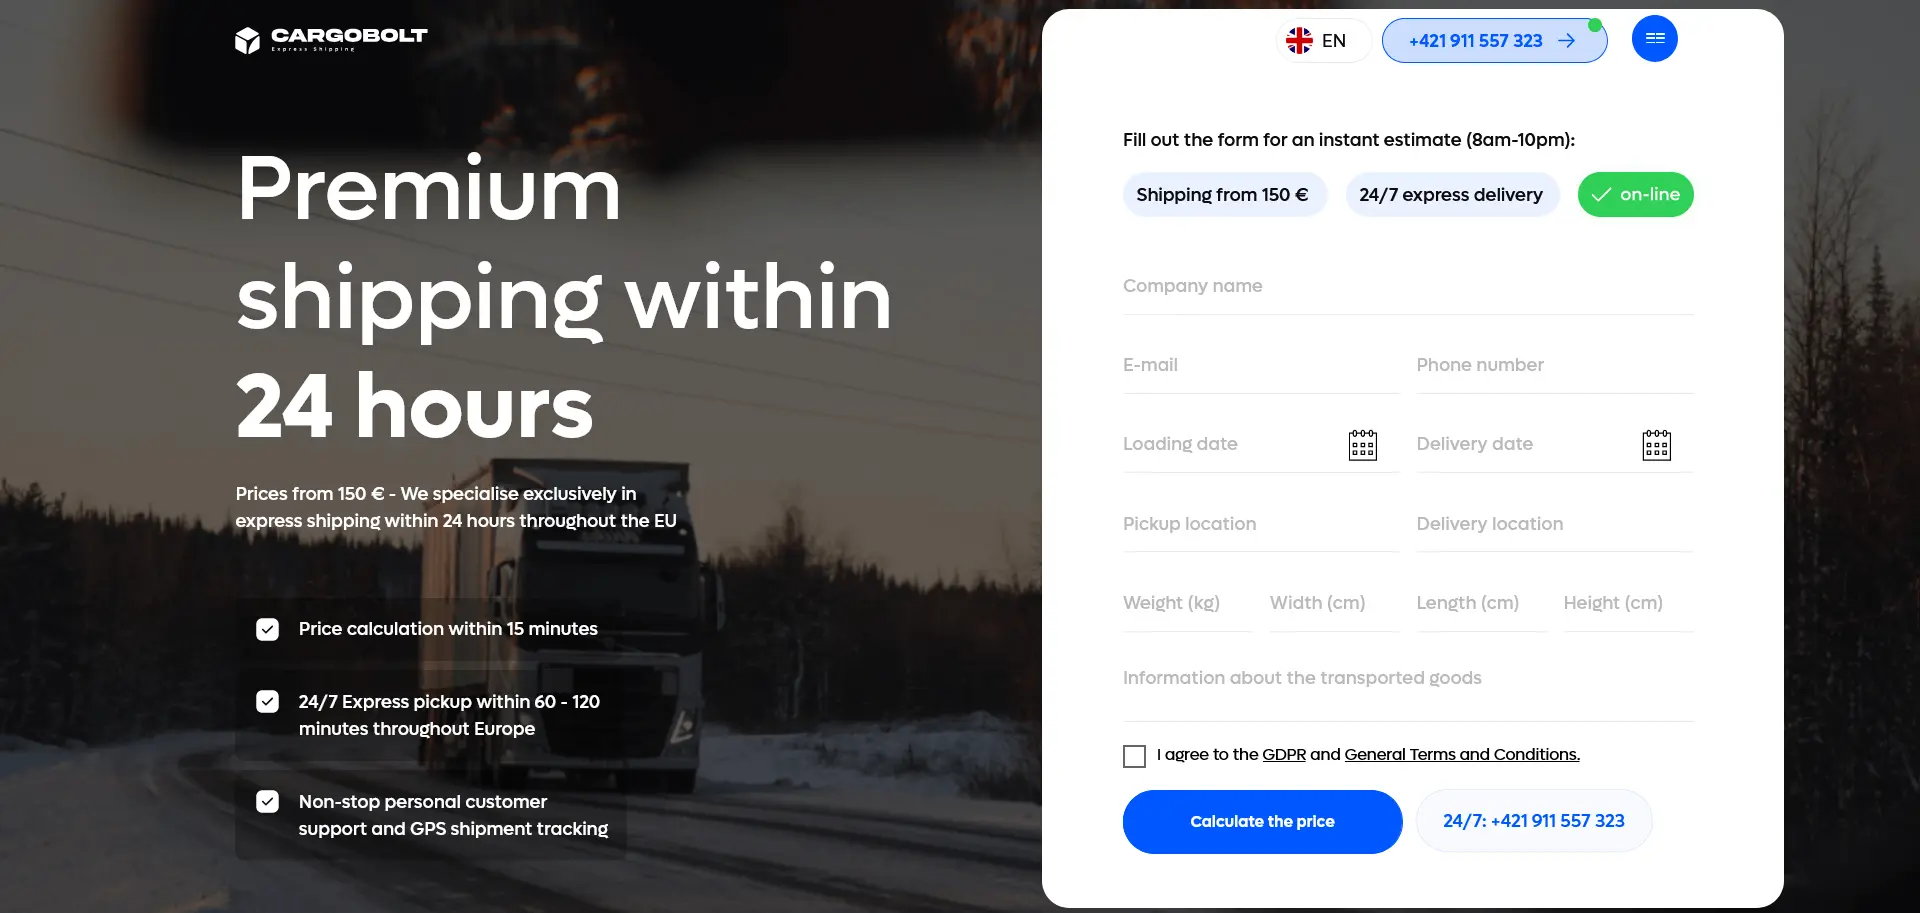 CARGOBOLT
Express Shipping
EN
+421 911 557 323
Premium
shipping within
24 hours
Prices from 150 € - We specialise exclusively in
express shipping within 24 hours throughout the EU
Price calculation within 15 minutes
24/7 Express pickup within 60 - 120
minutes throughout Europe
Non-stop personal customer
support and GPS shipment tracking
Fill out the form for an instant estimate (8am-10pm):
Shipping from 150 €
24/7 express delivery
on-line
Company name
E-mail
Phone number
Loading date
Delivery date
Pickup location
Delivery location
Weight (kg)
Width (cm)
Length (cm)
Height (cm)
Information about the transported goods
I agree to the GDPR and General Terms and Conditions.
Calculate the price
24/7: +421 911 557 323